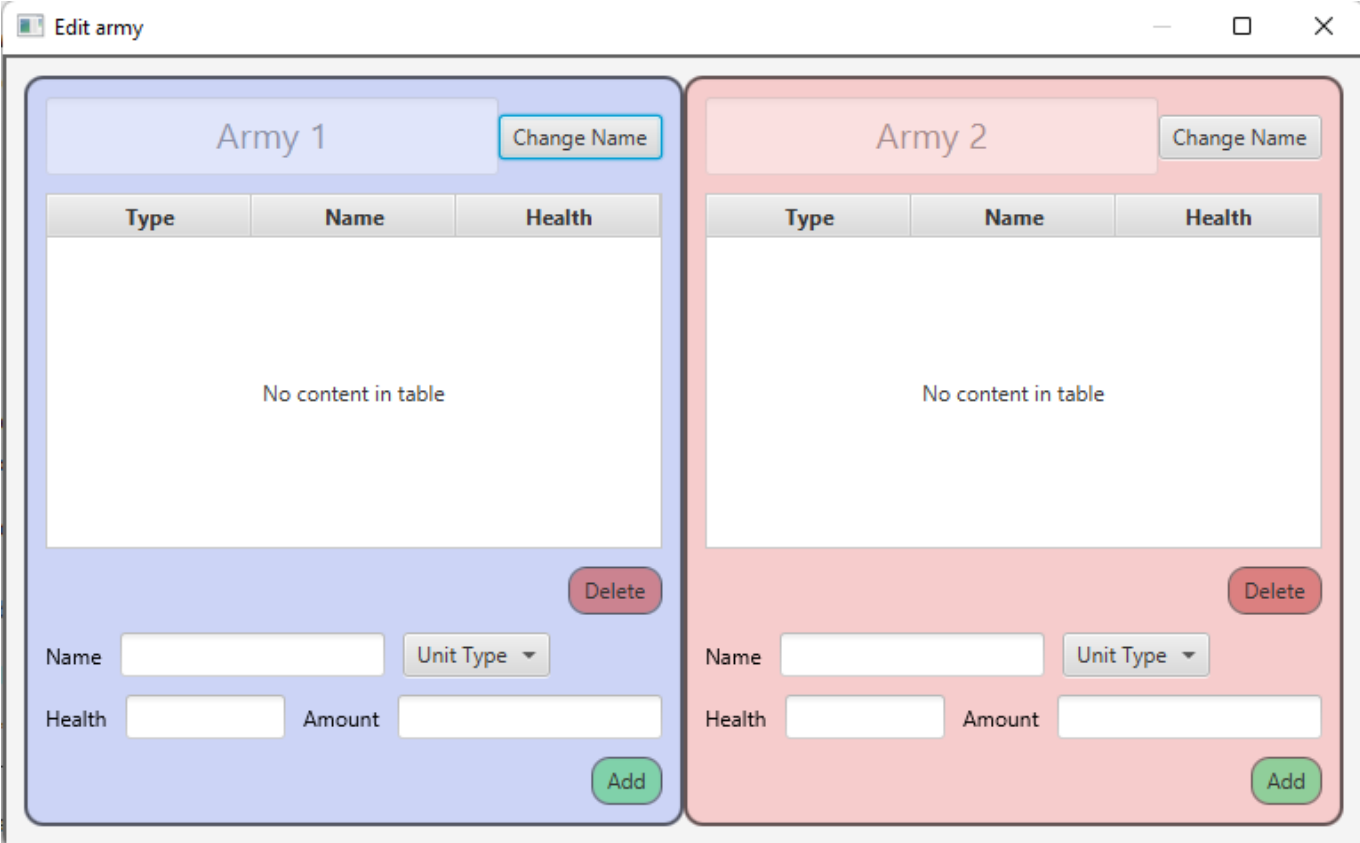 Edit army
Army 1 Change Name
Type Name Health
No content in table
Delete
Name Unit Type
Health Amount
Add
Army 2 Change Name
Type Name Health
No content in table
Delete
Name Unit Type
Health Amount
Add